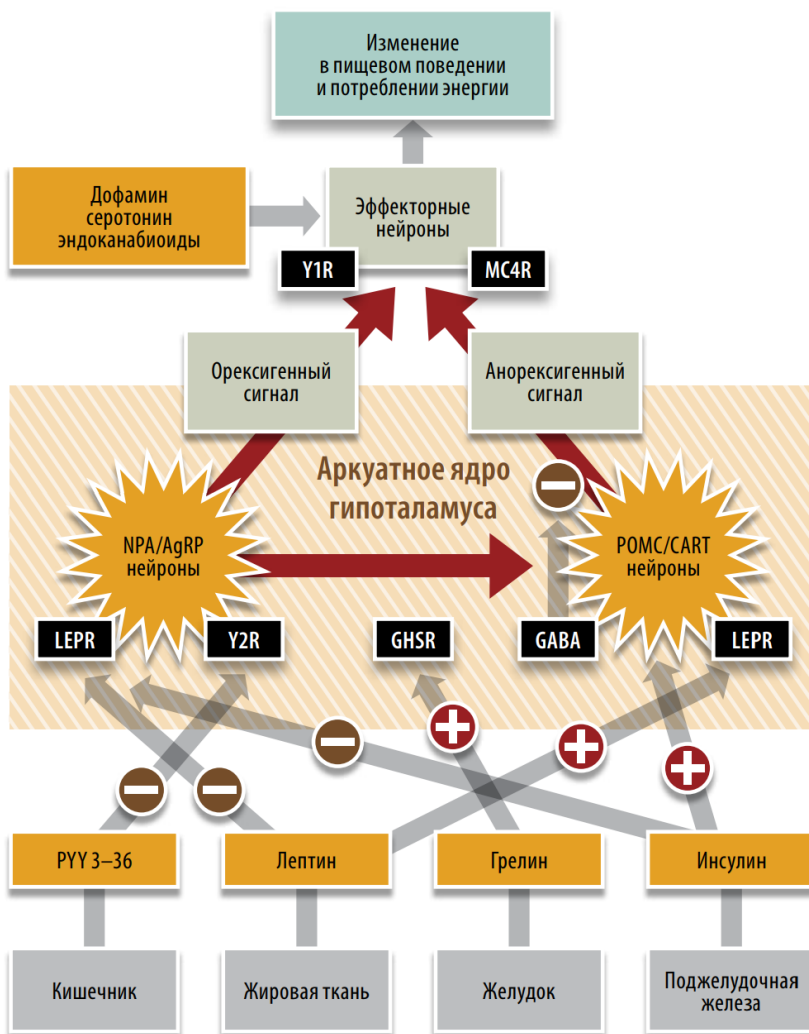 Изменение
в пищевом поведении
и потреблении энергии
Дофамин
серотонин
эндоканабиоиды
Эффекторные
нейроны
Y1R
MC4R
Орексигенный
сигнал
Анорексигенный
сигнал
Аркуатное ядро
гипоталамуса
NPA/AgRP
нейроны
POMC/CART
нейроны
LEPR
Y2R
GHSR
GABA
LEPR
PYY 3–36
Лептин
Грелин
Инсулин
Кишечник
Жировая ткань
Желудок
Поджелудочная
железа